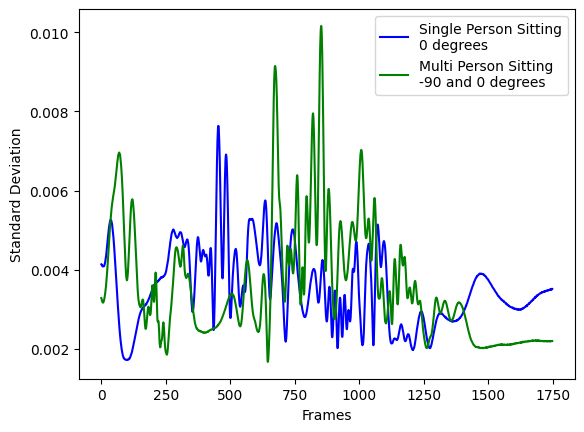 Single Person Sitting
0 degrees
Multi Person Sitting
-90 and 0 degrees
0.010
0.008
0.006
0.004
0.002
Standard Deviation
0
250
500
750
1000
1250
1500
1750
Frames